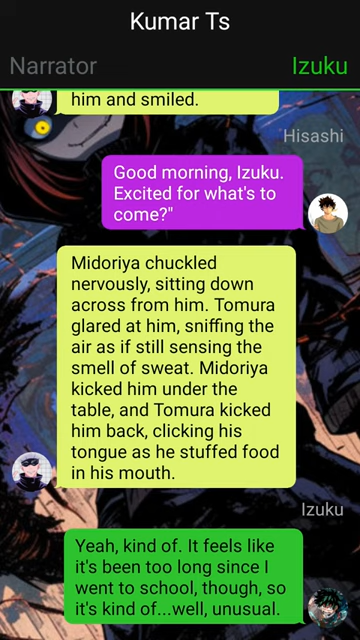 Kumar Ts
Narrator
Izuku
him and smiled.
Hisashi
Good morning, Izuku.
Excited for what's to
come?"
Midoriya chuckled
nervously, sitting down
across from him. Tomura
glared at him, sniffing the
air as if still sensing the
smell of sweat. Midoriya
kicked him under the
table, and Tomura kicked
him back, clicking his
tongue as he stuffed food
in his mouth.
Izuku
Yeah, kind of. It feels like
it's been too long since I
went to school, though, so
it's kind of...well, unusual.